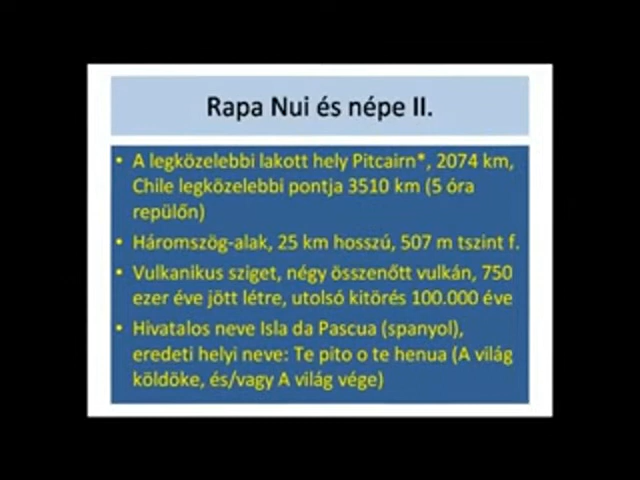 Rapa Nui és népe II.
• A legközelebbi lakott hely Pitcairn*, 2074 km,
Chile legközelebbi pontja 3510 km (5 óra
repülőn)
• Háromszög-alak, 25 km hosszú, 507 m tszint f.
• Vulkanikus sziget, négy összenőtt vulkán, 750
ezer éve jött létre, utolsó kitörés 100.000 éve
• Hivatalos neve Isla da Pascua (spanyol),
eredeti helyi neve: Te pito o te henua (A világ
köldöke, és/vagy A világ vége)